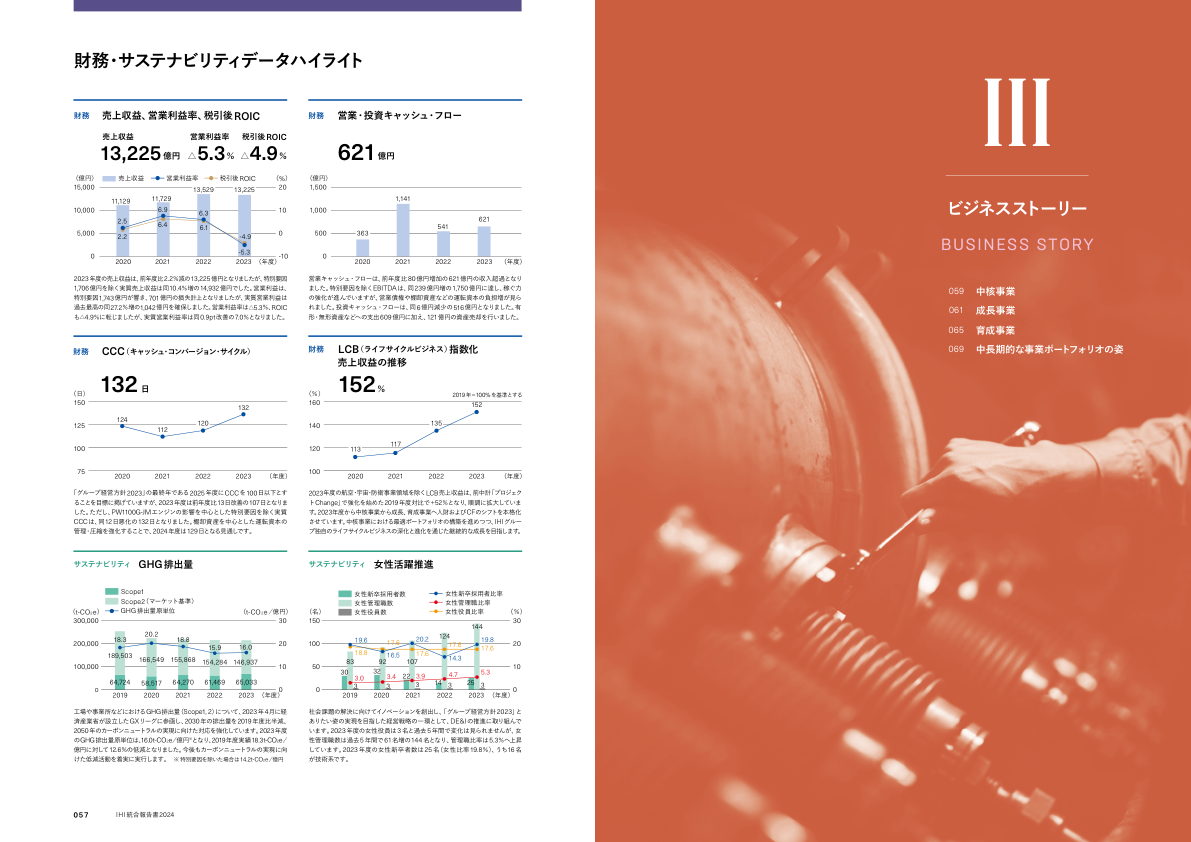 財務・サステナビリティデータハイライト
財務 売上収益、営業利益率、税引後ROIC
売上収益 営業利益率 税引後ROIC
13,225億円 △5.3% △4.9%
(億円) 売上収益 営業利益率 税引後ROIC (%)
15,000 20
10,000 10
5,000 0
0 -10
11,129 11,729 13,529 13,225
2.5 6.9 6.3 -4.9
2.2 6.4 6.1 -5.3
2020 2021 2022 2023 (年度)
2023年度の売上収益は、前年度比2.2%減の13,225億円となりましたが、特別要因
1,706億円を除く実質売上収益は同10.4%増の14,932億円でした。営業利益は、
特別要因1,743億円が響き、701億円の損失計上となりましたが、実質営業利益は
過去最高の同27.2%増の1,042億円を確保しました。営業利益率は△5.3%、ROIC
も△4.9%に転じましたが、実質営業利益率は同0.9pt改善の7.0%となりました。
財務 営業・投資キャッシュ・フロー
621億円
(億円)
1,500
1,000
500
0
363 1,141 541 621
2020 2021 2022 2023 (年度)
営業キャッシュ・フローは、前年度比80億円増加の621億円の収入超過となり
ました。特別要因を除くEBITDAは、同239億円増の1,750億円に達し、稼ぐ力
の強化が進んでいますが、営業債権や棚卸資産などの運転資本の負担増が見ら
れました。投資キャッシュ・フローは、同6億円減少の516億円となりました。有
形・無形資産などへの支出609億円に加え、121億円の資産売却を行いました。
財務 CCC(キャッシュ・コンバージョン・サイクル)
132日
(日)
150
125
100
75
124 112 120 132
2020 2021 2022 2023 (年度)
「グループ経営方針2023」の最終年である2025年度にCCCを100日以下とす
ることを目標に掲げていますが、2023年度は前年度比13日改善の107日となりま
した。ただし、PW1100G-JMエンジンの影響を中心とした特別要因を除く実質
CCCは、同12日悪化の132日となりました。棚卸資産を中心とした運転資本の
管理・圧縮を強化することで、2024年度は129日となる見通しです。
財務 LCB(ライフサイクルビジネス)指数化
売上収益の推移
152%
2019年=100%を基準とする
(%)
160
140
120
100
113 117 135 152
2020 2021 2022 2023 (年度)
2023年度の航空・宇宙・防衛事業領域を除くLCB売上収益は、前中計「プロジェク
トChange」で強化を始めた2019年度対比で+52%となり、順調に拡大していま
す。2023年度から中核事業から成長、育成事業へ人財およびCFのシフトを本格化
させています。中核事業における最適ポートフォリオの構築を進めつつ、IHIグルー
プ独自のライフサイクルビジネスの深化と進化を通じた継続的な成長を目指します。
サステナビリティ GHG排出量
Scope1
Scope2(マーケット基準)
GHG排出量原単位
(t-CO₂e) (t-CO₂e/億円)
300,000 30
200,000 20
100,000 10
0 0
18.3 20.2 18.8 15.9 16.0
189,503 166,549 155,868 154,284 146,937
64,724 58,517 64,270 61,469 65,033
2019 2020 2021 2022 2023 (年度)
工場や事業所などにおけるGHG排出量(Scope1, 2)について、2023年4月に経
済産業省が設立したGXリーグに参画し、2030年の排出量を2019年度比半減、
2050年のカーボンニュートラルの実現に向けた対応を強化しています。2023年度
のGHG排出量原単位は、16.0t-CO₂e/億円※となり、2019年度実績18.3t-CO₂e/
億円に対して12.6%の低減となりました。今後もカーボンニュートラルの実現に向
けた低減活動を着実に実行します。 ※特別要因を除いた場合は14.2t-CO₂e/億円
サステナビリティ 女性活躍推進
女性新卒採用者数 女性新卒採用者比率
女性管理職数 女性管理職比率
女性役員数 女性役員比率
(名) (%)
150 30
100 20
50 10
0 0
19.6 17.6 20.2 124 144 19.8
18.8 16.5 17.6 17.6 14.3 17.6
83 92 107
30 3.0 32 3.4 22 3.9 14 4.7 25 5.3
3 3 3 3 3
2019 2020 2021 2022 2023 (年度)
社会課題の解決に向けてイノベーションを創出し、「グループ経営方針2023」と
ありたい姿の実現を目指した経営戦略の一環として、DE&Iの推進に取り組んで
います。2023年度の女性役員は3名と過去5年間で変化は見られませんが、女
性管理職数は過去5年間で61名増の144名となり、管理職比率は5.3%へと上昇
しています。2023年度の女性新卒者数は25名(女性比率19.8%)、うち16名
が技術系です。
057 IHI統合報告書2024
III
ビジネスストーリー
BUSINESS STORY
059 中核事業
061 成長事業
065 育成事業
069 中長期的な事業ポートフォリオの姿